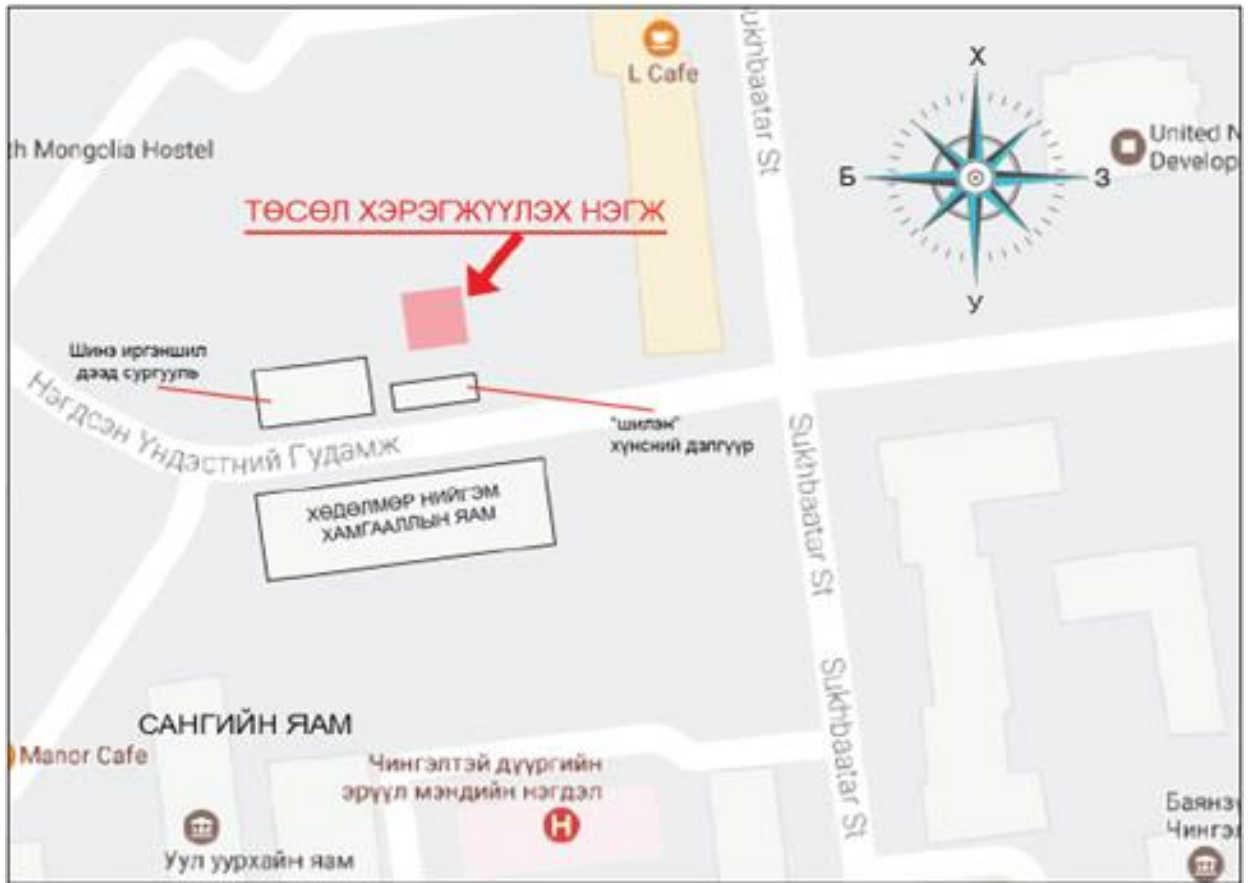 L Cafe
Sukhbaatar St
Х
Б
З
У
United N
Develop
th Mongolia Hostel
ТӨСӨЛ ХЭРЭГЖҮҮЛЭХ НЭГЖ
Шинэ иргэншил
дээд сургууль
Нэгдсэн Үндэстний Гудамж
"шилэн"
хүнсний дэлгүүр
ХӨДӨЛМӨР НИЙГЭМ
ХАМГААЛЛЫН ЯАМ
Sukhbaatar St
Sukhbaatar St
САНГИЙН ЯАМ
Manor Cafe
Чингэлтэй дүүргийн
эрүүл мэндийн нэгдэл
H
Уул уурхайн яам
Баянзү
Чингэл